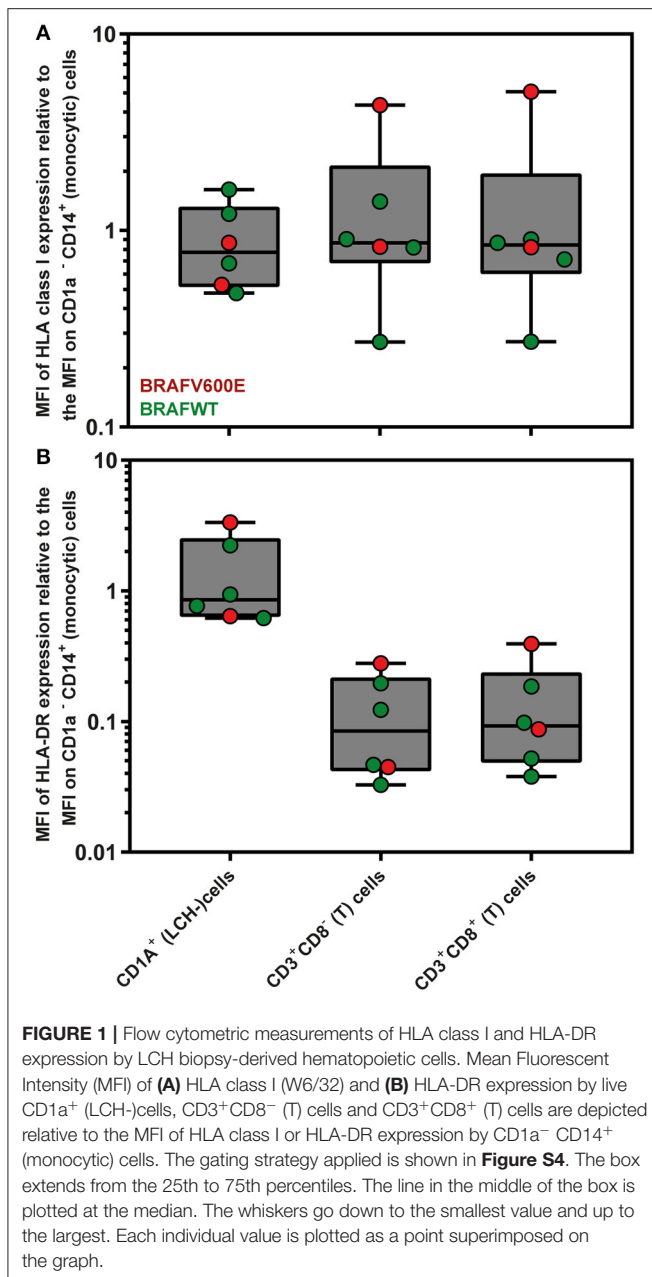 A
MFI of HLA class I expression relative to
the MFI on CD1a⁻ CD14⁺ (monocytic) cells
10
1
0.1
BRAFV600E
BRAFWT
B
MFI of HLA-DR expression relative to the
MFI on CD1a⁻ CD14⁺ (monocytic) cells
10
1
0.1
0.01
CD1A⁺ (LCH-)cells
CD3⁺CD8⁻ (T) cells
CD3⁺CD8⁺ (T) cells
FIGURE 1 | Flow cytometric measurements of HLA class I and HLA-DR
expression by LCH biopsy-derived hematopoietic cells. Mean Fluorescent
Intensity (MFI) of (A) HLA class I (W6/32) and (B) HLA-DR expression by live
CD1a⁺ (LCH-)cells, CD3⁺CD8⁻ (T) cells and CD3⁺CD8⁺ (T) cells are depicted
relative to the MFI of HLA class I or HLA-DR expression by CD1a⁻ CD14⁺
(monocytic) cells. The gating strategy applied is shown in Figure S4. The box
extends from the 25th to 75th percentiles. The line in the middle of the box is
plotted at the median. The whiskers go down to the smallest value and up to
the largest. Each individual value is plotted as a point superimposed on
the graph.